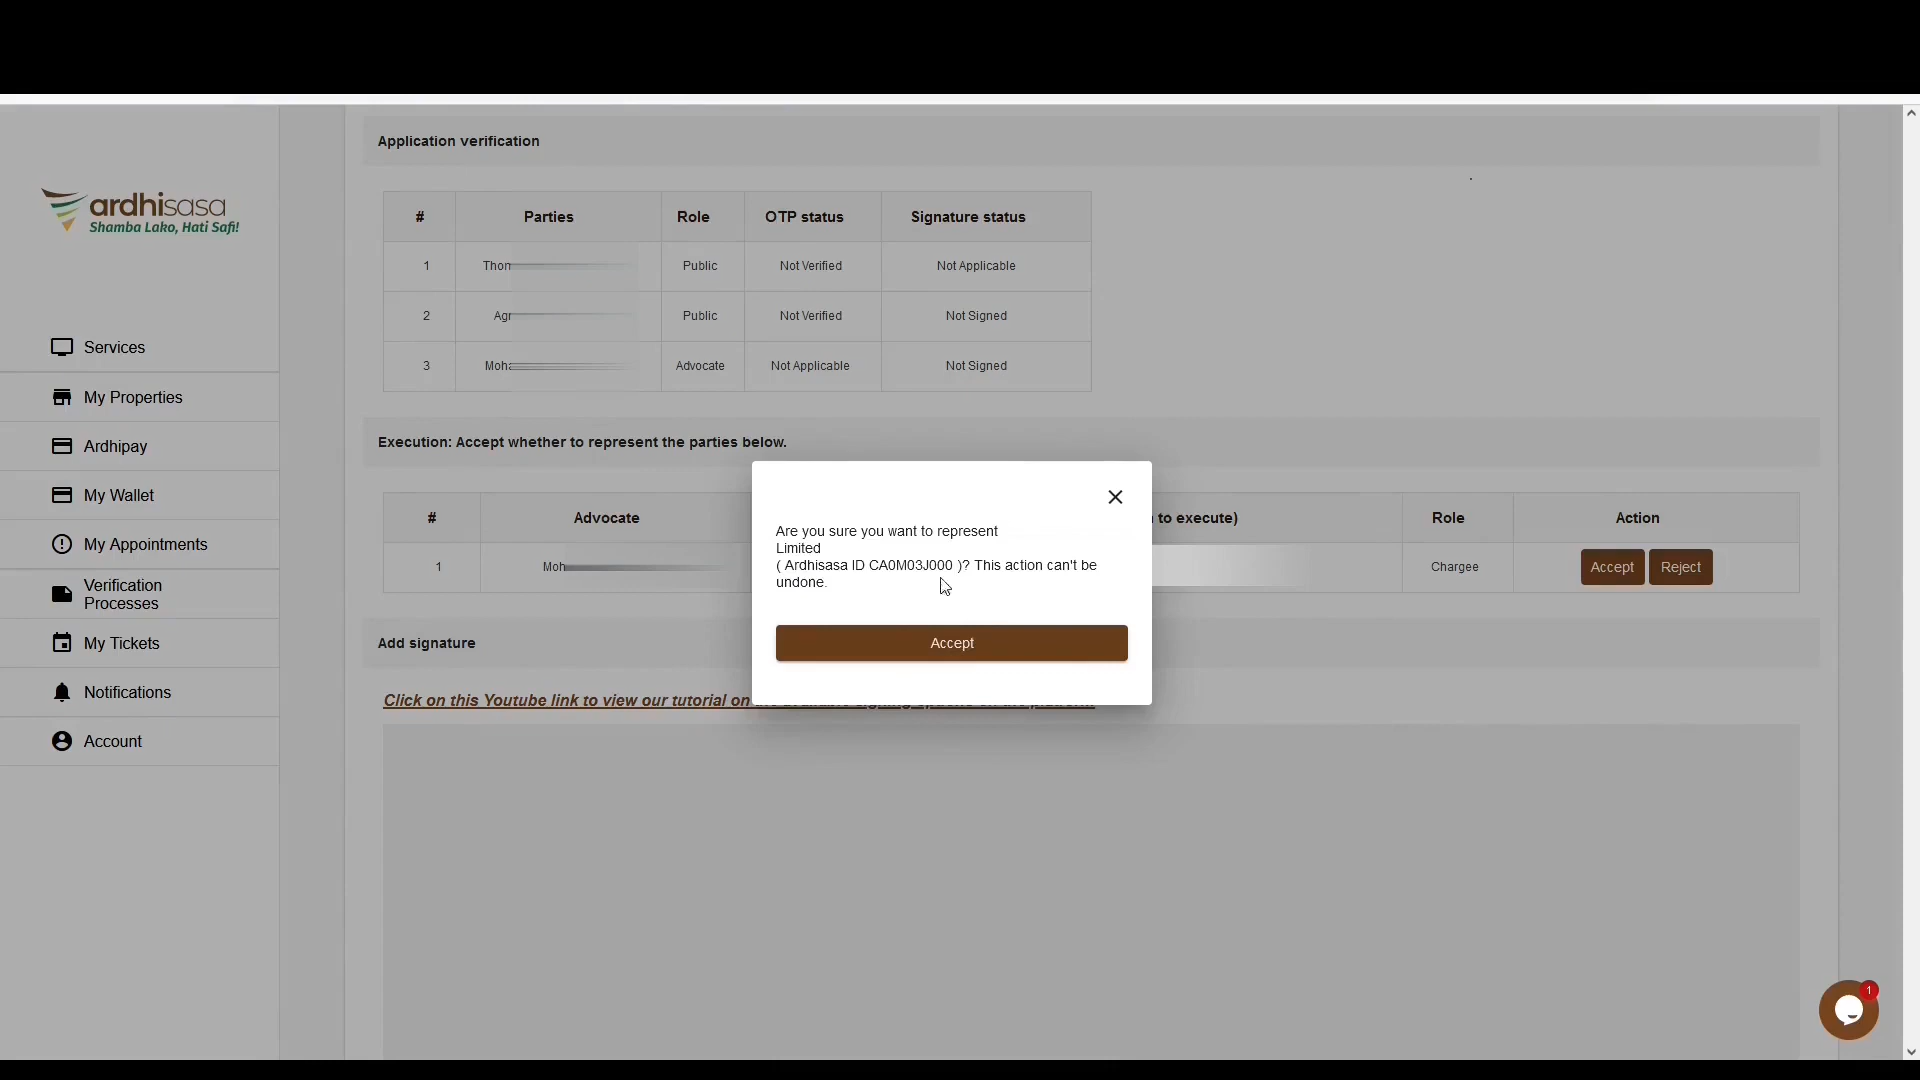 ardhisasa
Shamba Lako, Hati Safi!
Services
My Properties
Ardhipay
My Wallet
My Appointments
Verification
Processes
My Tickets
Notifications
Account
Application verification
# Parties Role OTP status Signature status
1 Thom Public Not Verified Not Applicable
2 Agr Public Not Verified Not Signed
3 Moha Advocate Not Applicable Not Signed
Execution: Accept whether to represent the parties below.
# Advocate to execute) Role Action
1 Moh Chargee Accept Reject
Are you sure you want to represent
Limited
( Ardhisasa ID CA0M03J000 )? This action can't be
undone.
Accept
Add signature
Click on this Youtube link to view our tutorial on
1